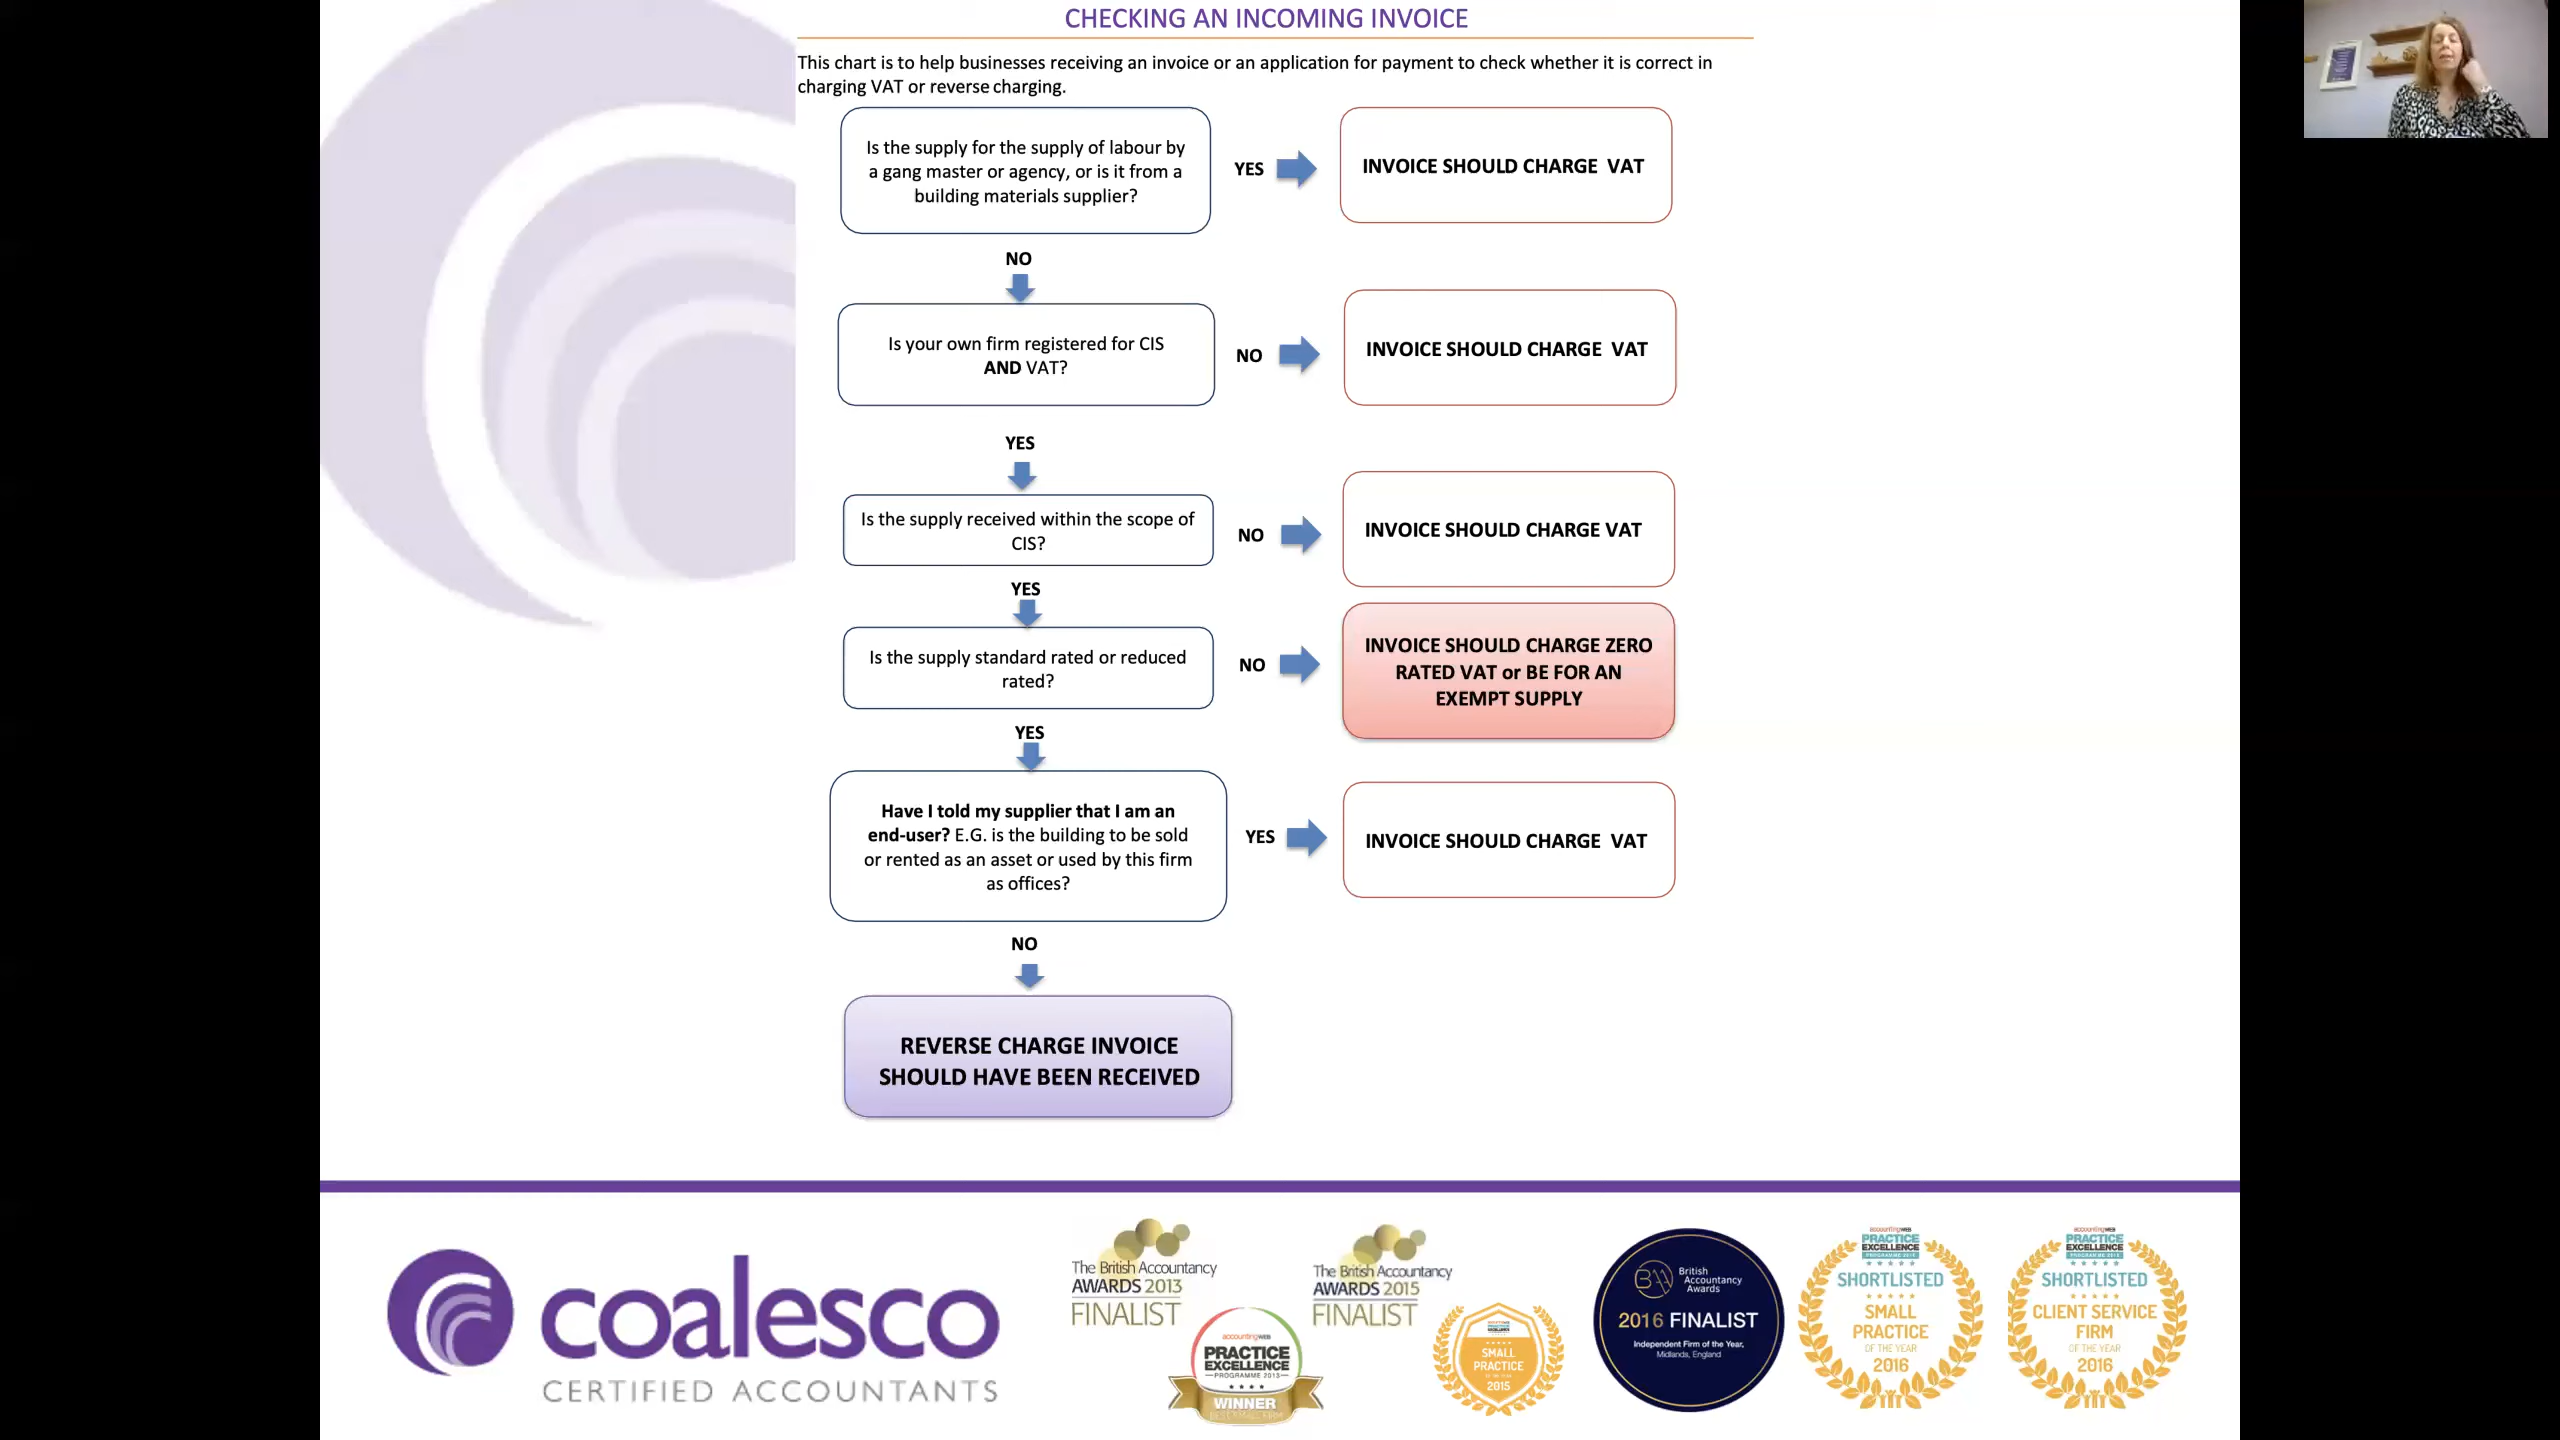 CHECKING AN INCOMING INVOICE
This chart is to help businesses receiving an invoice or an application for payment to check whether it is correct in
charging VAT or reverse charging.
Is the supply for the supply of labour by
a gang master or agency, or is it from a
building materials supplier?
YES
INVOICE SHOULD CHARGE VAT
NO
Is your own firm registered for CIS
AND VAT?
NO
INVOICE SHOULD CHARGE VAT
YES
Is the supply received within the scope of
CIS?
NO
INVOICE SHOULD CHARGE VAT
YES
Is the supply standard rated or reduced
rated?
NO
INVOICE SHOULD CHARGE ZERO
RATED VAT or BE FOR AN
EXEMPT SUPPLY
YES
Have I told my supplier that I am an
end-user? E.G. is the building to be sold
or rented as an asset or used by this firm
as offices?
YES
INVOICE SHOULD CHARGE VAT
NO
REVERSE CHARGE INVOICE
SHOULD HAVE BEEN RECEIVED
coalesco
CERTIFIED ACCOUNTANTS
The British Accountancy
AWARDS 2013
FINALIST
accountingWEB
PRACTICE
EXCELLENCE
PROGRAMME 2013
WINNER
The British Accountancy
AWARDS 2015
FINALIST
SMALL
PRACTICE
2015
British
Accountancy
Awards
2016 FINALIST
Independent Firm of the Year,
Midlands, England
accountingWEB
PRACTICE
EXCELLENCE
SHORTLISTED
SMALL
PRACTICE
OF THE YEAR
2016
accountingWEB
PRACTICE
EXCELLENCE
SHORTLISTED
CLIENT SERVICE
FIRM
OF THE YEAR
2016